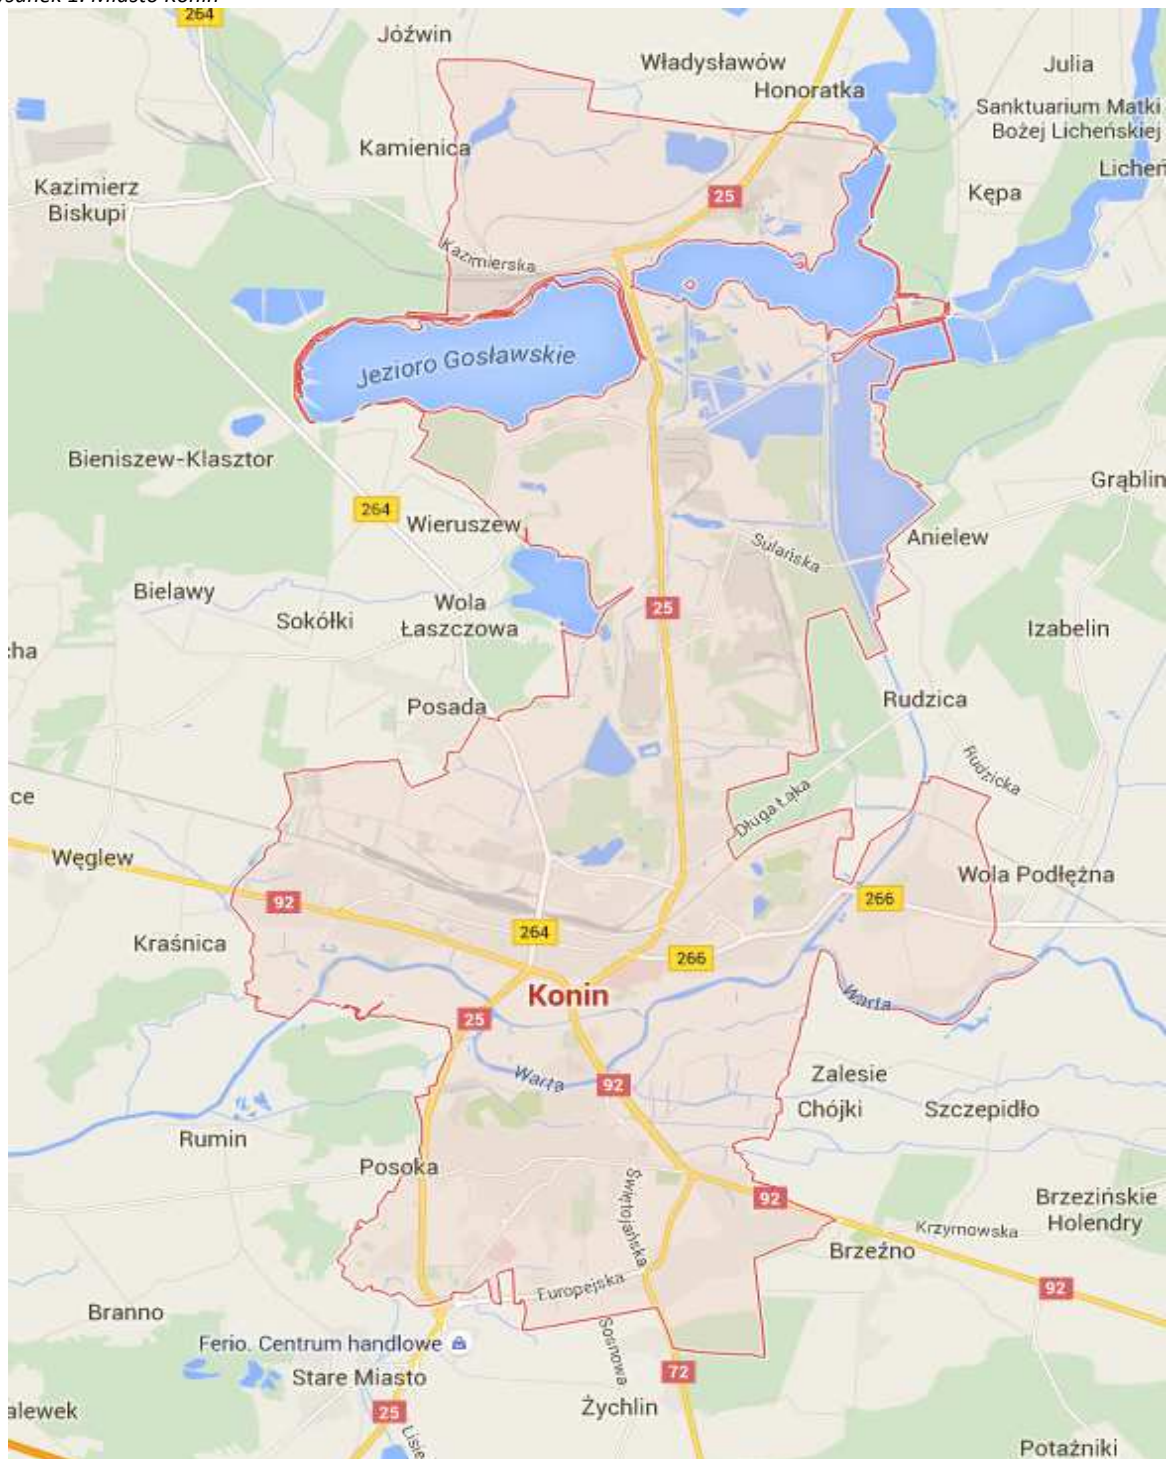 Miasto Konin
264
Jóźwin
Władysławów
Honoratka
Julia
Sanktuarium Matki
Bożej Licheńskiej
Kamienica
Licheń
Kazimierz
Biskupi
25
Kępa
Kazimierska
Jezioro Gosławskie
Bieniszew-Klasztor
Grąblin
264
Wieruszew
Anielew
Sulańska
Bielawy
Wola
Łaszczowa
25
Sokółki
Izabelin
Posada
Rudzica
Rudzicka
Długa Łąka
Węglew
Wola Podłężna
92
266
264
Kraśnica
266
Konin
Warta
25
Warta
92
Zalesie
Chójki
Szczepidło
Rumin
Posoka
Świętojańska
92
Brzezińskie
Holendry
Krzymowska
Brzeźno
Europejska
92
Branno
Sosnowa
Ferio. Centrum handlowe
Stare Miasto
72
25
Żychlin
Potażniki